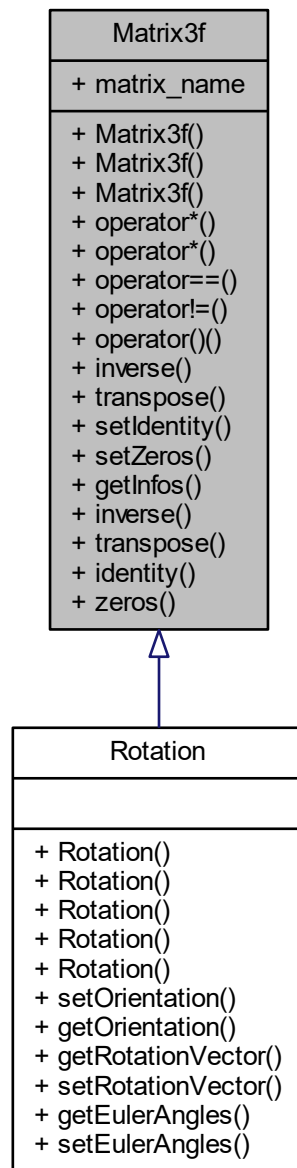 Matrix3f
+ matrix_name
+ Matrix3f()
+ Matrix3f()
+ Matrix3f()
+ operator*()
+ operator*()
+ operator==()
+ operator!=()
+ operator()()
+ inverse()
+ transpose()
+ setIdentity()
+ setZeros()
+ getInfos()
+ inverse()
+ transpose()
+ identity()
+ zeros()
Rotation
+ Rotation()
+ Rotation()
+ Rotation()
+ Rotation()
+ Rotation()
+ setOrientation()
+ getOrientation()
+ getRotationVector()
+ setRotationVector()
+ getEulerAngles()
+ setEulerAngles()